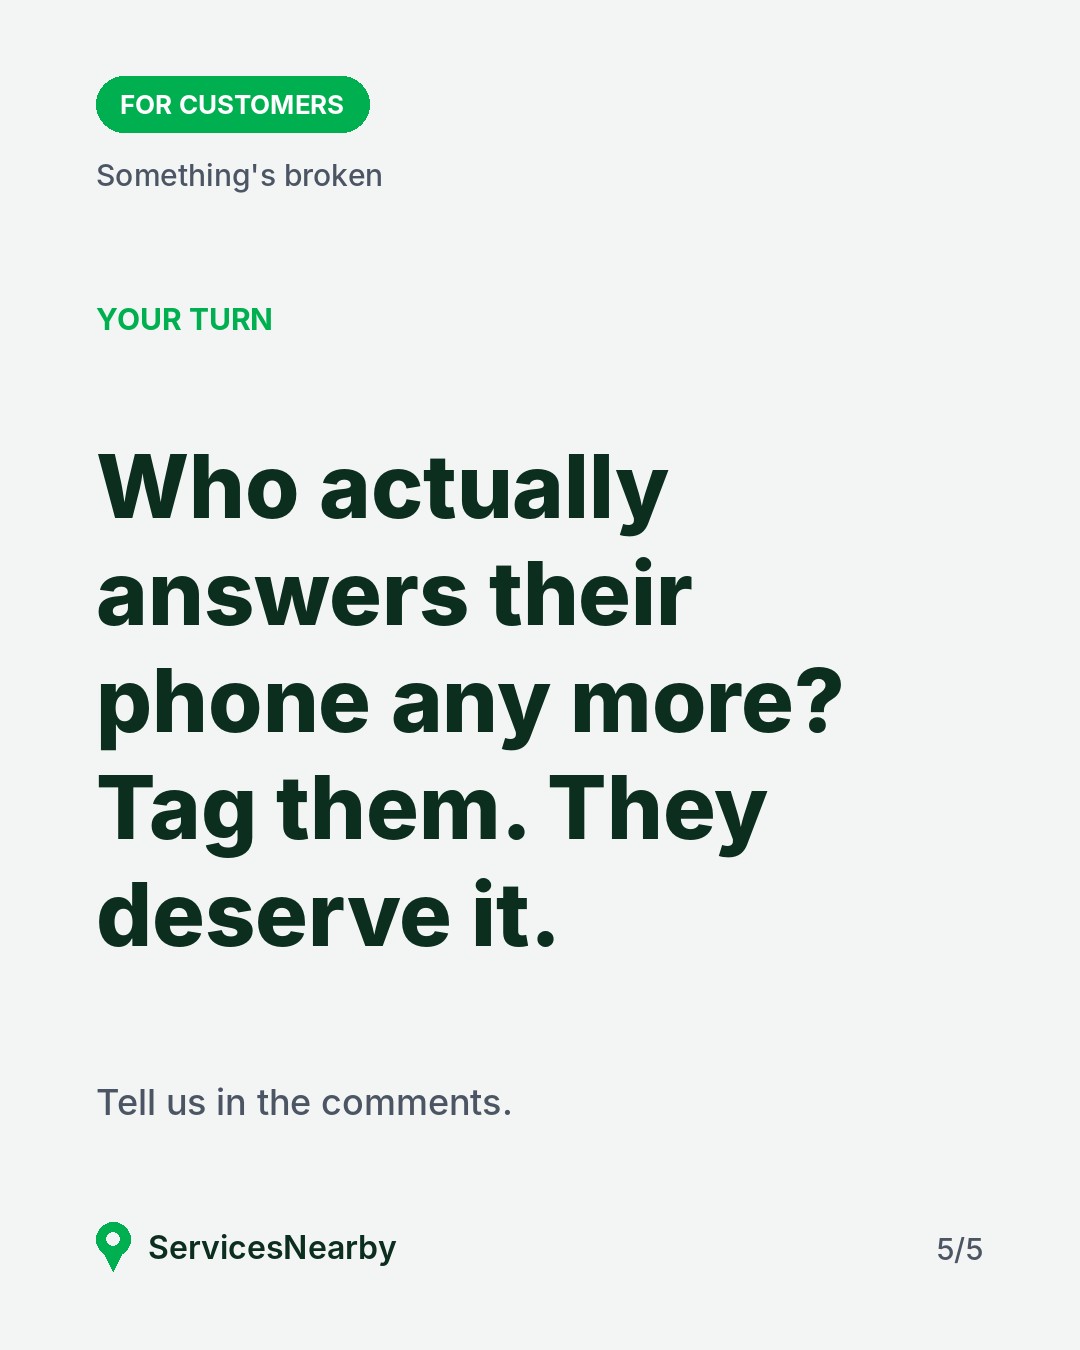 FOR CUSTOMERS
Something's broken
YOUR TURN
Who actually
answers their
phone any more?
Tag them. They
deserve it.
Tell us in the comments.
ServicesNearby
5/5